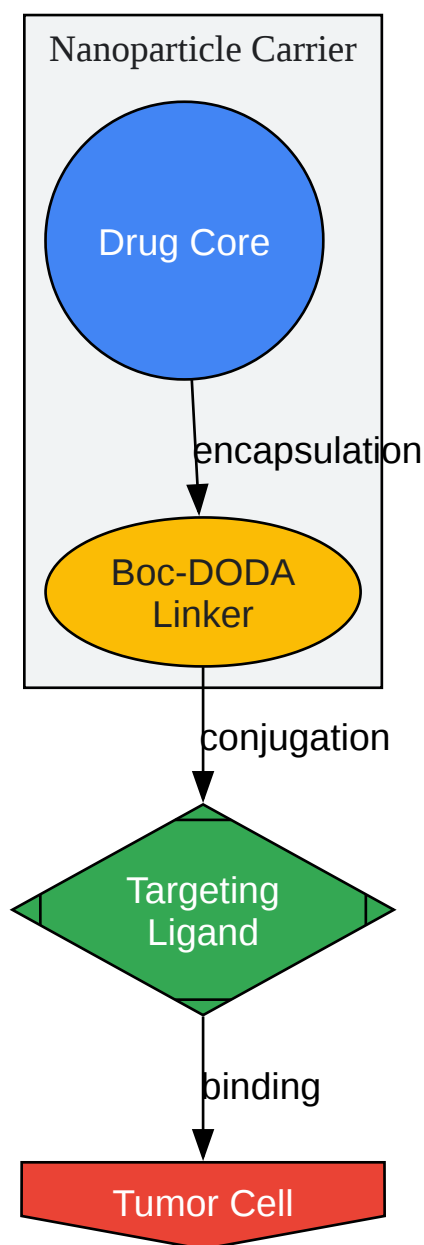 Nanoparticle Carrier
Drug Core
encapsulation
Boc-DODA
Linker
conjugation
Targeting
Ligand
binding
Tumor Cell